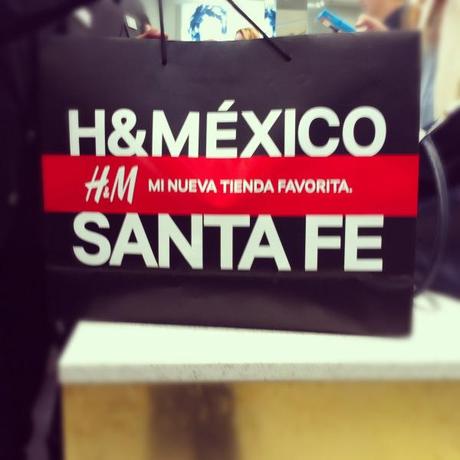 H&MÉXICO
H&M MI NUEVA TIENDA FAVORITA.
SANTA FE